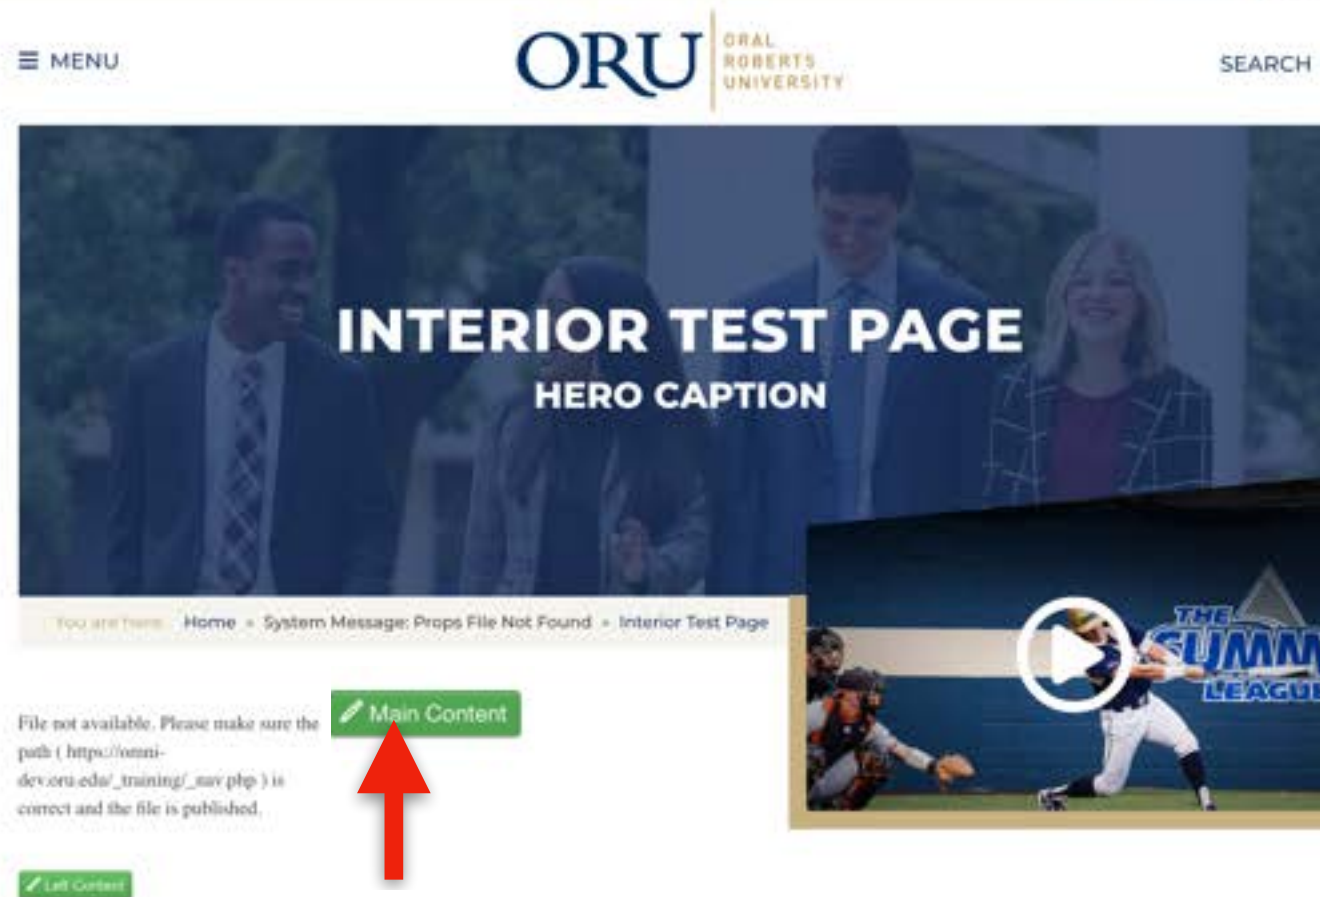 MENU
ORU
ORAL
ROBERTS
UNIVERSITY
SEARCH
INTERIOR TEST PAGE
HERO CAPTION
You are here: Home » System Message: Props File Not Found » Interior Test Page
THE
SUMM
LEAGU
Main Content
File not available. Please make sure the
path ( https://omni-
dev.oru.edu/_training/_nav.php ) is
correct and the file is published.
Left Content